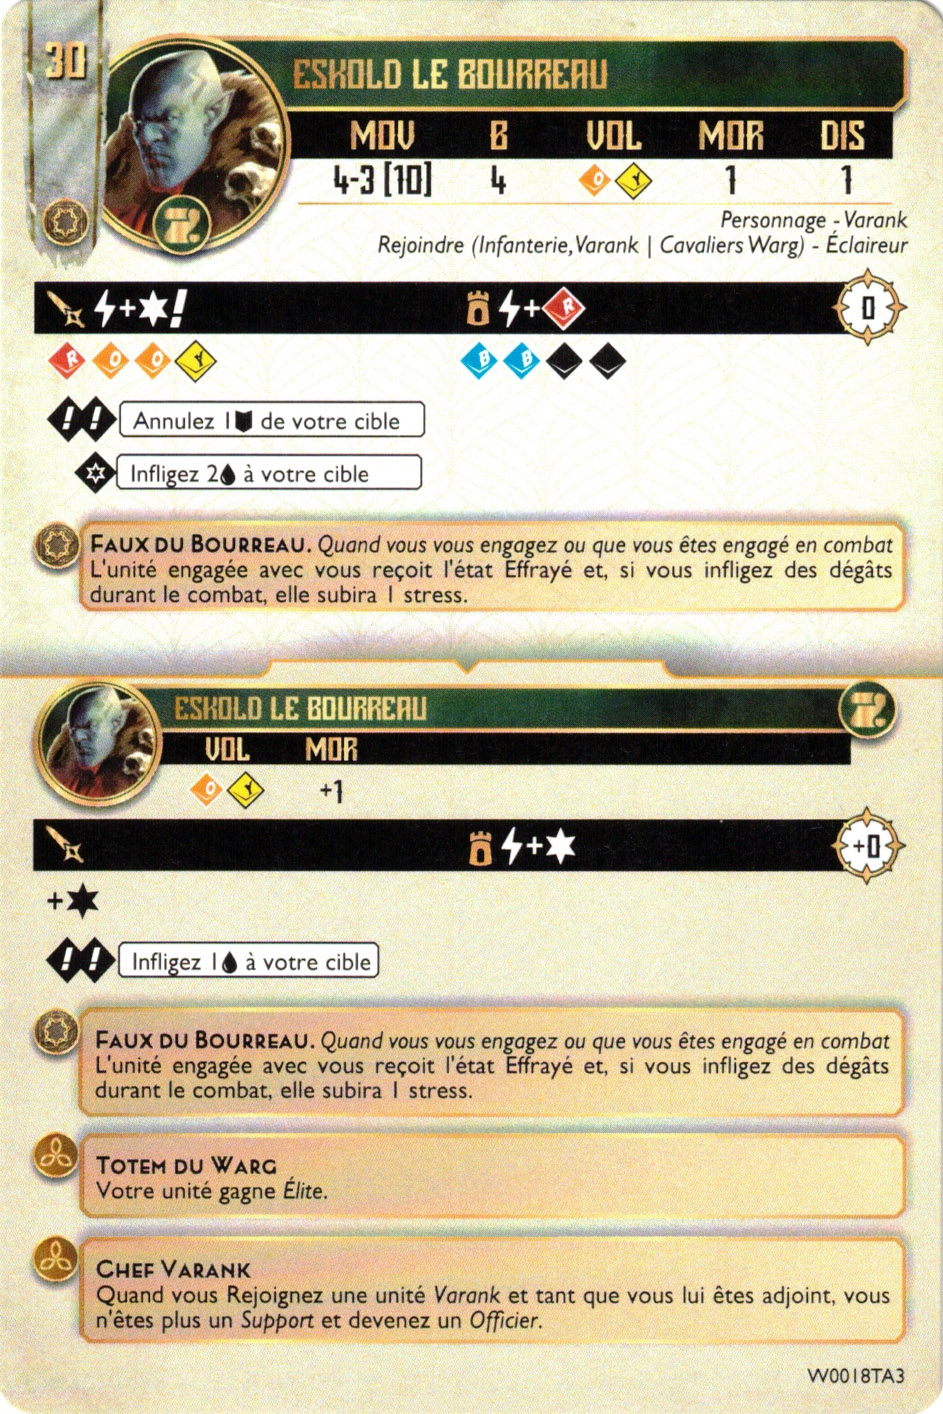 30
ESKOLD LE BOURREAU
MOV B VOL MOR DIS
4-3 [10] 4 O Y 1 1
Personnage - Varank
Rejoindre (Infanterie, Varank | Cavaliers Warg) - Éclaireur
+ ! + R 0
R O O Y B B
! ! Annulez 1 de votre cible
Infligez 2 à votre cible
FAUX DU BOURREAU. Quand vous vous engagez ou que vous êtes engagé en combat
L'unité engagée avec vous reçoit l'état Effrayé et, si vous infligez des dégâts
durant le combat, elle subira 1 stress.
ESKOLD LE BOURREAU
VOL MOR
O Y +1
+ +0
+
! ! Infligez 1 à votre cible
FAUX DU BOURREAU. Quand vous vous engagez ou que vous êtes engagé en combat
L'unité engagée avec vous reçoit l'état Effrayé et, si vous infligez des dégâts
durant le combat, elle subira 1 stress.
TOTEM DU WARG
Votre unité gagne Élite.
CHEF VARANK
Quand vous Rejoignez une unité Varank et tant que vous lui êtes adjoint, vous
n'êtes plus un Support et devenez un Officier.
W0018TA3